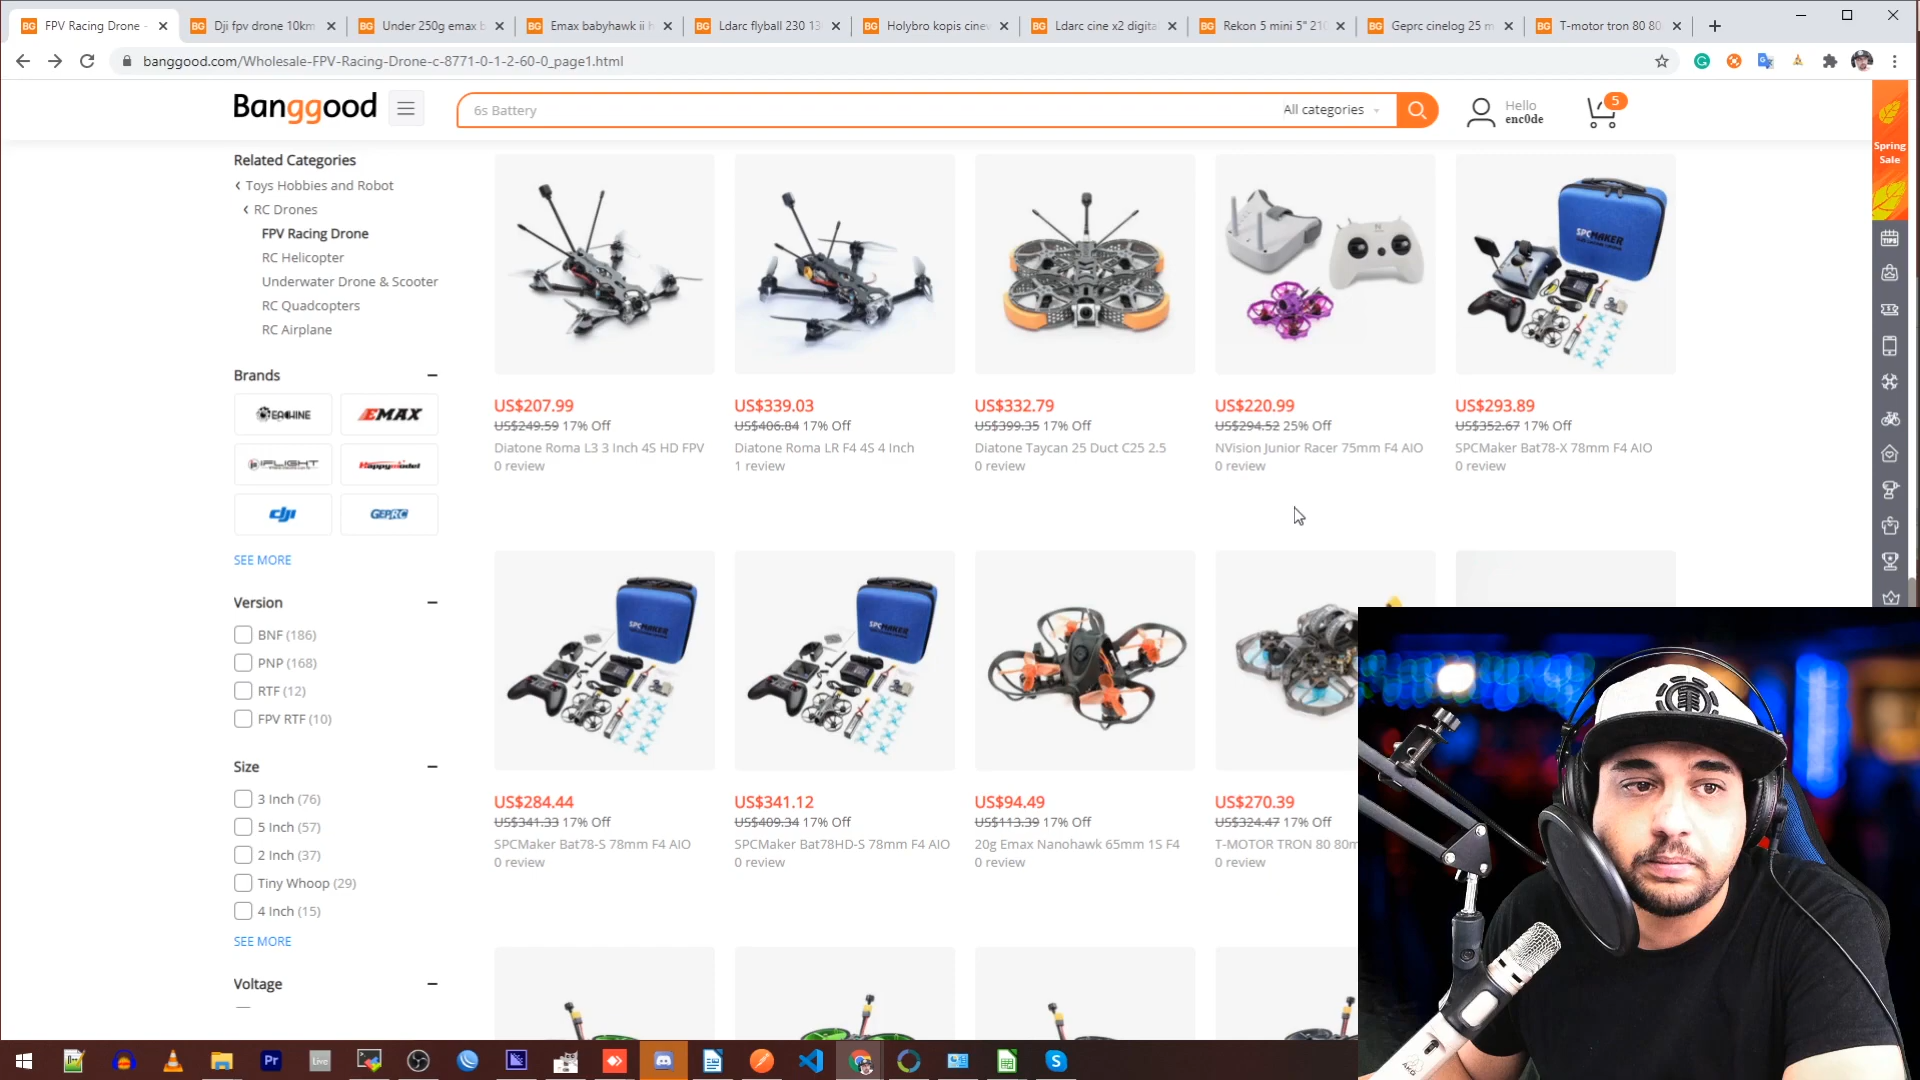 FPV Racing Drone -
Dji fpv drone 10km
Under 250g emax b
Emax babyhawk ii h
Ldarc flyball 230 13
Holybro kopis cinev
Ldarc cine x2 digita
Rekon 5 mini 5" 210
Geprc cinelog 25 m
T-motor tron 80 80
banggood.com/Wholesale-FPV-Racing-Drone-c-8771-0-1-2-60-0_page1.html
Banggood
6s Battery
All categories
Hello
enc0de
5
Spring
Sale
TIPS
Related Categories
Toys Hobbies and Robot
RC Drones
FPV Racing Drone
RC Helicopter
Underwater Drone & Scooter
RC Quadcopters
RC Airplane
Brands
EACHINE
EMAX
iFLIGHT
Happymodel
dji
GEPRC
SEE MORE
Version
BNF (186)
PNP (168)
RTF (12)
FPV RTF (10)
Size
3 Inch (76)
5 Inch (57)
2 Inch (37)
Tiny Whoop (29)
4 Inch (15)
SEE MORE
Voltage
US$207.99
US$249.59 17% Off
Diatone Roma L3 3 Inch 4S HD FPV
0 review
US$339.03
US$406.84 17% Off
Diatone Roma LR F4 4S 4 Inch
1 review
US$332.79
US$399.35 17% Off
Diatone Taycan 25 Duct C25 2.5
0 review
US$220.99
US$294.52 25% Off
NVision Junior Racer 75mm F4 AIO
0 review
SPCMAKER
US$293.89
US$352.67 17% Off
SPCMaker Bat78-X 78mm F4 AIO
0 review
SPCMAKER
US$284.44
US$341.33 17% Off
SPCMaker Bat78-S 78mm F4 AIO
0 review
SPCMAKER
US$341.12
US$409.34 17% Off
SPCMaker Bat78HD-S 78mm F4 AIO
0 review
US$94.49
US$113.39 17% Off
20g Emax Nanohawk 65mm 1S F4
0 review
US$270.39
US$324.47 17% Off
T-MOTOR TRON 80 80m
0 review
Pr
Live
AKG